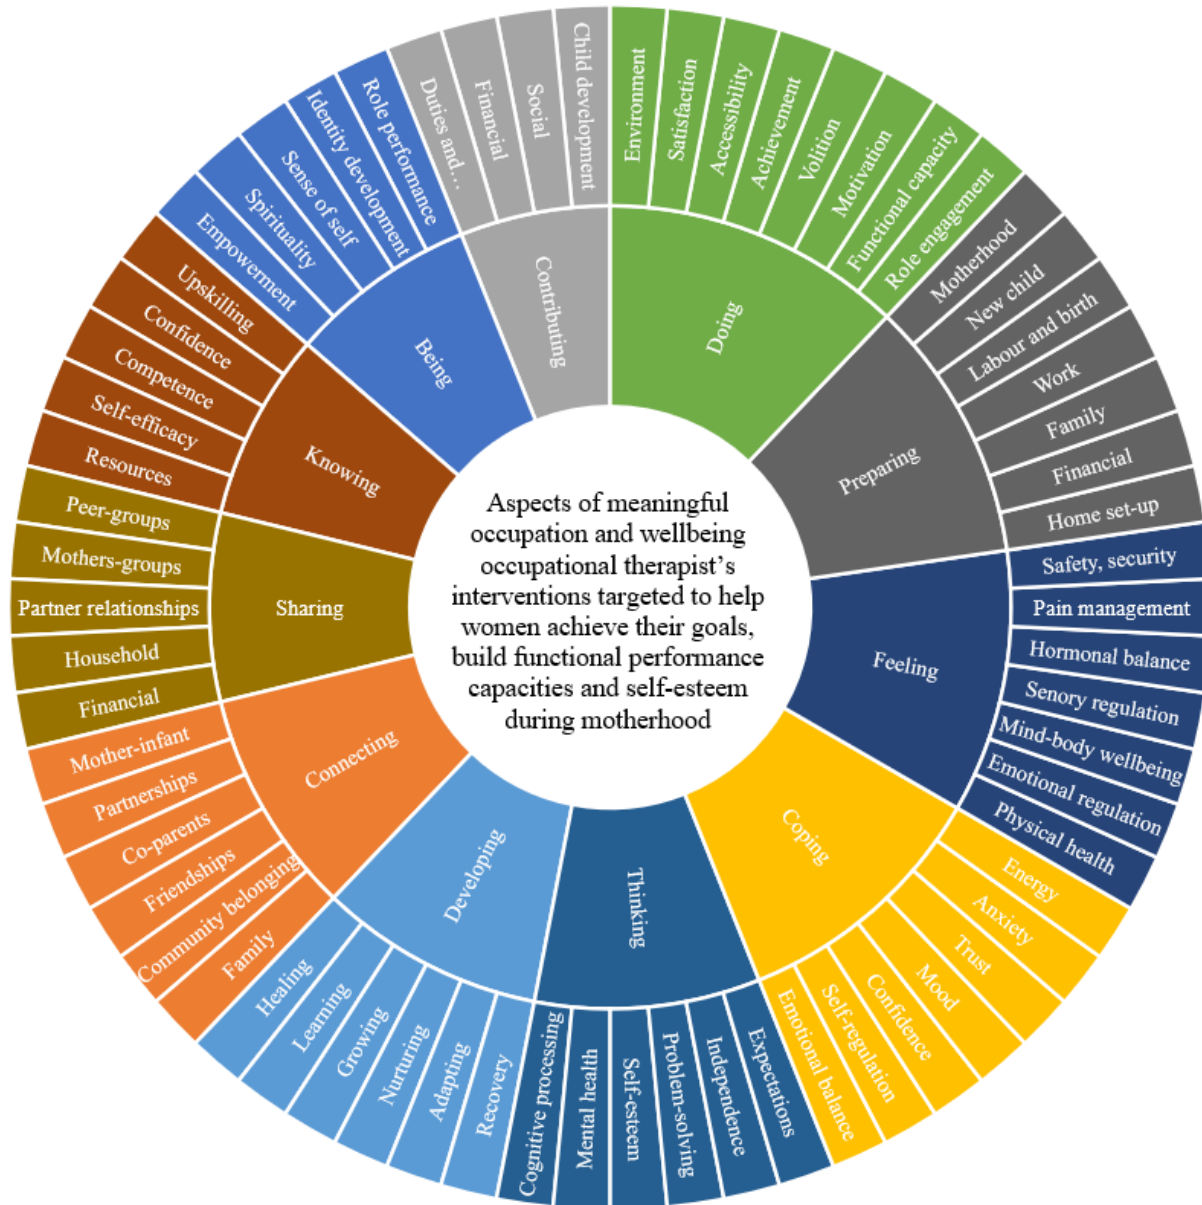 Aspects of meaningful
occupation and wellbeing
occupational therapist's
interventions targeted to help
women achieve their goals,
build functional performance
capacities and self-esteem
during motherhood
Doing
Environment
Satisfaction
Accessibility
Achievement
Volition
Motivation
Functional capacity
Role engagement
Preparing
Motherhood
New child
Labour and birth
Work
Family
Financial
Home set-up
Feeling
Safety, security
Pain management
Hormonal balance
Senory regulation
Mind-body wellbeing
Emotional regulation
Physical health
Coping
Energy
Anxiety
Trust
Mood
Confidence
Self-regulation
Emotional balance
Thinking
Expectations
Independence
Problem-solving
Self-esteem
Mental health
Cognitive processing
Developing
Recovery
Adapting
Nurturing
Growing
Learning
Healing
Connecting
Family
Community belonging
Friendships
Co-parents
Partnerships
Mother-infant
Sharing
Financial
Household
Partner relationships
Mothers-groups
Peer-groups
Knowing
Resources
Self-efficacy
Competence
Confidence
Upskilling
Being
Empowerment
Spirituality
Sense of self
Identity development
Role performance
Contributing
Duties and…
Financial
Social
Child development